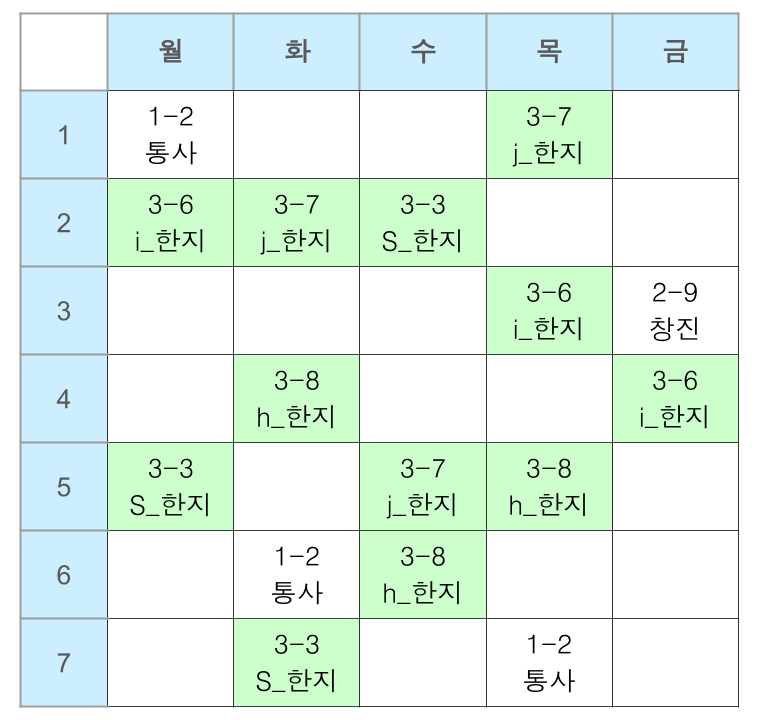 월 화 수 목 금
1
1-2
통사
3-7
j_한지
2
3-6
i_한지
3-7
j_한지
3-3
S_한지
3
3-6
i_한지
2-9
창진
4
3-8
h_한지
3-6
i_한지
5
3-3
S_한지
3-7
j_한지
3-8
h_한지
6
1-2
통사
3-8
h_한지
7
3-3
S_한지
1-2
통사